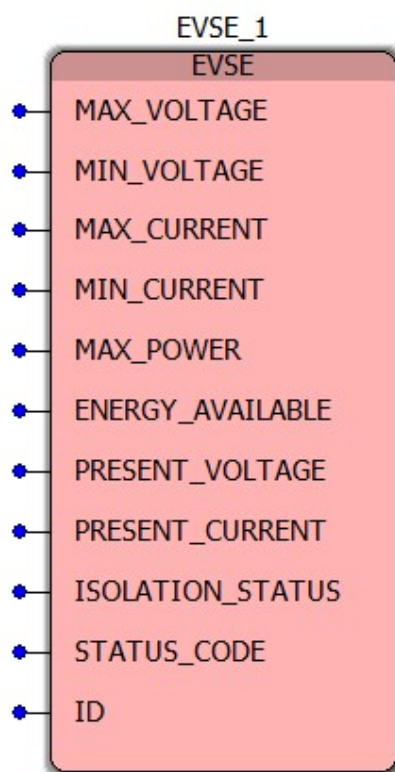 EVSE_1
EVSE
MAX_VOLTAGE
MIN_VOLTAGE
MAX_CURRENT
MIN_CURRENT
MAX_POWER
ENERGY_AVAILABLE
PRESENT_VOLTAGE
PRESENT_CURRENT
ISOLATION_STATUS
STATUS_CODE
ID